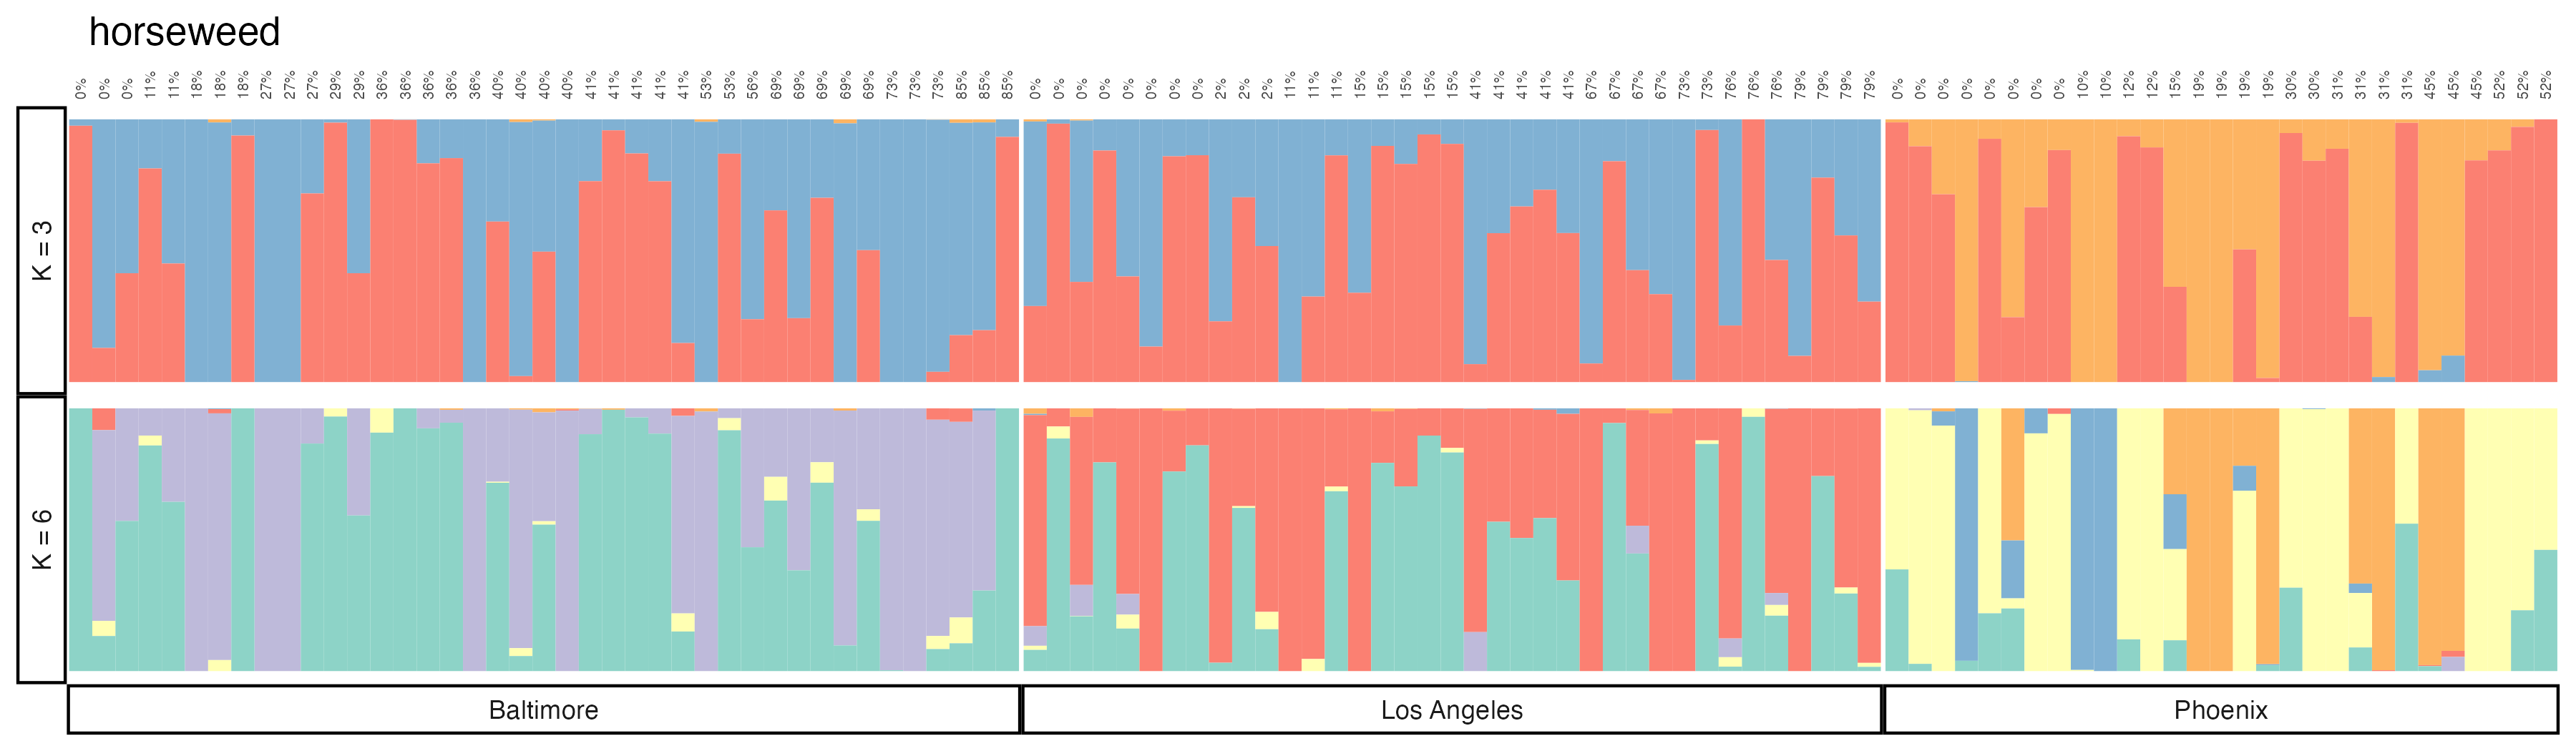 horseweed
0% 0% 0% 11% 11% 18% 18% 18% 27% 27% 27% 29% 29% 36% 36% 36% 36% 36% 40% 40% 40% 40% 41% 41% 41% 41% 41% 53% 53% 56% 69% 69% 69% 69% 69% 73% 73% 73% 85% 85% 85% 0% 0% 0% 0% 0% 0% 0% 0% 2% 2% 2% 11% 11% 11% 15% 15% 15% 15% 15% 41% 41% 41% 41% 41% 67% 67% 67% 67% 73% 73% 76% 76% 76% 79% 79% 79% 79% 0% 0% 0% 0% 0% 0% 0% 0% 10% 10% 12% 12% 15% 19% 19% 19% 19% 30% 30% 31% 31% 31% 31% 45% 45% 45% 52% 52% 52%
K = 3
K = 6
Baltimore Los Angeles Phoenix